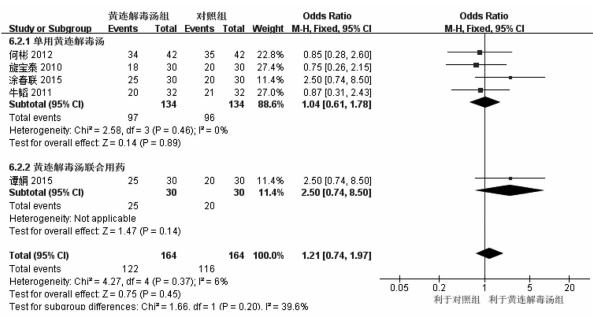 黄连解毒汤组 对照组 Odds Ratio Odds Ratio
Study or Subgroup Events Total Events Total Weight M-H, Fixed, 95% CI M-H, Fixed, 95% CI
6.2.1 单用黄连解毒汤
何彬 2012 34 42 35 42 22.8% 0.85 [0.28, 2.60]
旋宝泰 2010 18 30 20 30 27.4% 0.75 [0.26, 2.15]
涂春联 2015 25 30 20 30 11.4% 2.50 [0.74, 8.50]
牛韬 2011 20 32 21 32 27.0% 0.87 [0.31, 2.43]
Subtotal (95% CI) 134 134 88.6% 1.04 [0.61, 1.78]
Total events 97 96
Heterogeneity: Chi² = 2.58, df = 3 (P = 0.46); I² = 0%
Test for overall effect: Z = 0.14 (P = 0.89)
6.2.2 黄连解毒汤联合用药
谭娟 2015 25 30 20 30 11.4% 2.50 [0.74, 8.50]
Subtotal (95% CI) 30 30 11.4% 2.50 [0.74, 8.50]
Total events 25 20
Heterogeneity: Not applicable
Test for overall effect: Z = 1.47 (P = 0.14)
Total (95% CI) 164 164 100.0% 1.21 [0.74, 1.97]
Total events 122 116
Heterogeneity: Chi² = 4.27, df = 4 (P = 0.37); I² = 6%
Test for overall effect: Z = 0.75 (P = 0.45)
Test for subgroup differences: Chi² = 1.66, df = 1 (P = 0.20), I² = 39.6%
0.05 0.2 1 5 20
利于对照组 利于黄连解毒汤组